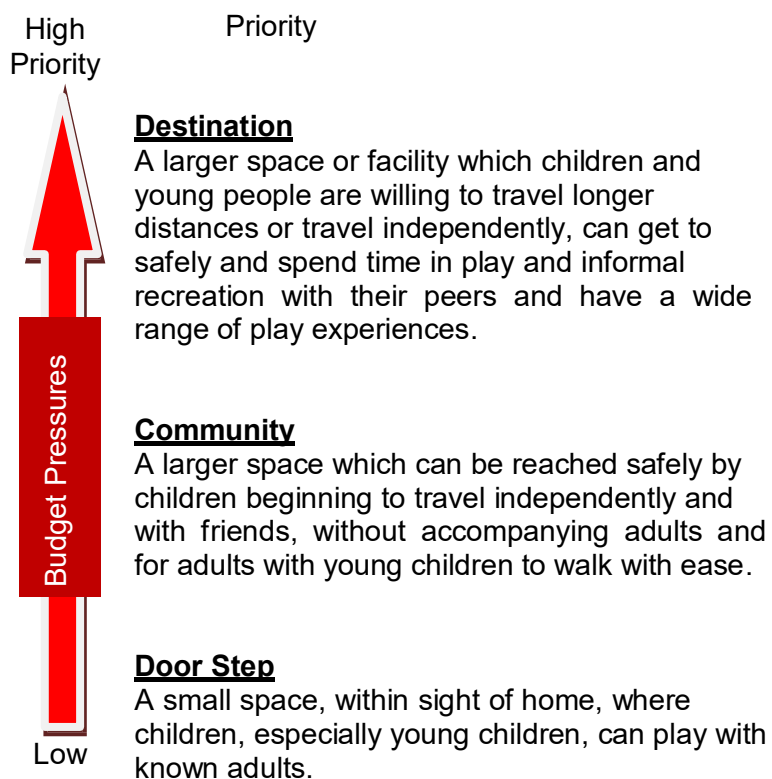 High
Priority
Priority
Destination
A larger space or facility which children and
young people are willing to travel longer
distances or travel independently, can get to
safely and spend time in play and informal
recreation with their peers and have a wide
range of play experiences.
Budget Pressures
Community
A larger space which can be reached safely by
children beginning to travel independently and
with friends, without accompanying adults and
for adults with young children to walk with ease.
Door Step
A small space, within sight of home, where
children, especially young children, can play with
known adults.
Low